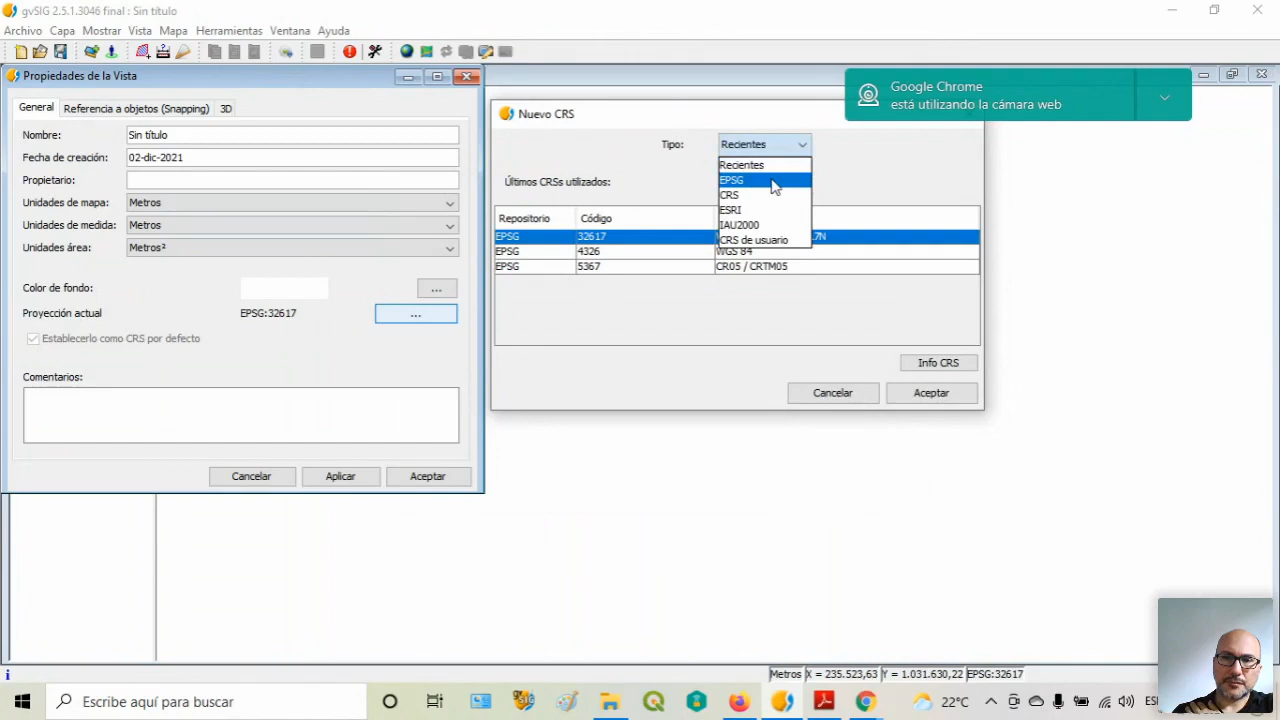 gvSIG 2.5.1.3046 final : Sin título
Archivo Capa Mostrar Vista Mapa Herramientas Ventana Ayuda
Propiedades de la Vista
General Referencia a objetos (Snapping) 3D
Nombre: Sin título
Fecha de creación: 02-dic-2021
Propietario:
Unidades de mapa: Metros
Unidades de medida: Metros
Unidades área: Metros²
Color de fondo: ...
Proyección actual EPSG:32617 ...
Establecerlo como CRS por defecto
Comentarios:
Cancelar Aplicar Aceptar
Nuevo CRS
Tipo: Recientes
Recientes
EPSG
CRS
ESRI
IAU2000
CRS de usuario
Últimos CRSs utilizados:
Repositorio Código
EPSG 32617 7N
EPSG 4326 WGS 84
EPSG 5367 CR05 / CRTM05
Info CRS
Cancelar Aceptar
Google Chrome
está utilizando la cámara web
Metros X = 235.523,63 Y = 1.031.630,22 EPSG:32617
Escribe aquí para buscar
22°C